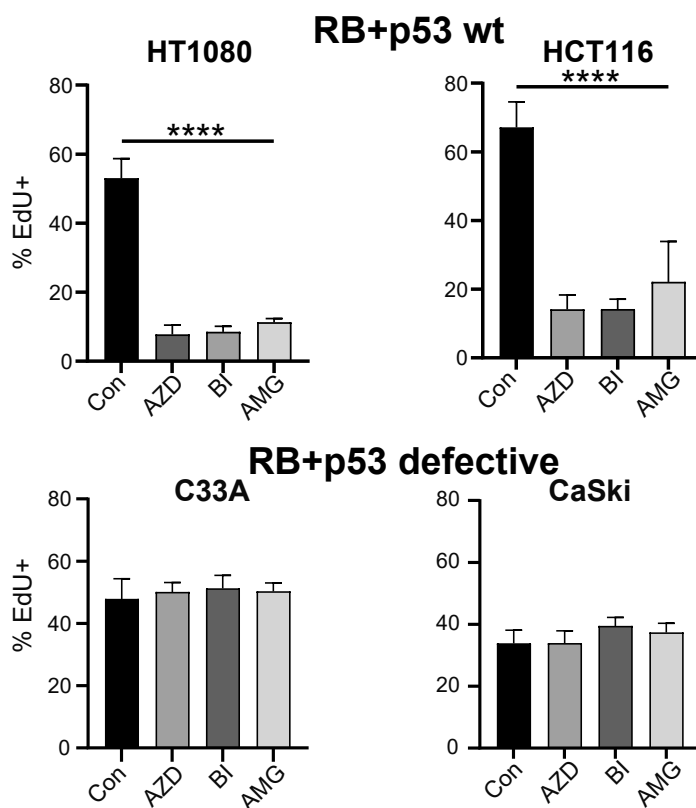 RB+p53 wt
HT1080
HCT116
% EdU+
80
60
40
20
0
****
Con
AZD
BI
AMG
80
60
40
20
0
****
Con
AZD
BI
AMG
RB+p53 defective
C33A
CaSki
% EdU+
80
60
40
20
0
Con
AZD
BI
AMG
80
60
40
20
0
Con
AZD
BI
AMG